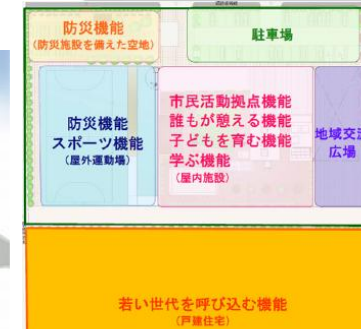 防災機能
(防災施設を備えた空地)
駐車場
防災機能
スポーツ機能
(屋外運動場)
市民活動拠点機能
誰もが憩える機能
子どもを育む機能
学ぶ機能
(屋内施設)
地域交流
広場
若い世代を呼び込む機能
(戸建住宅)